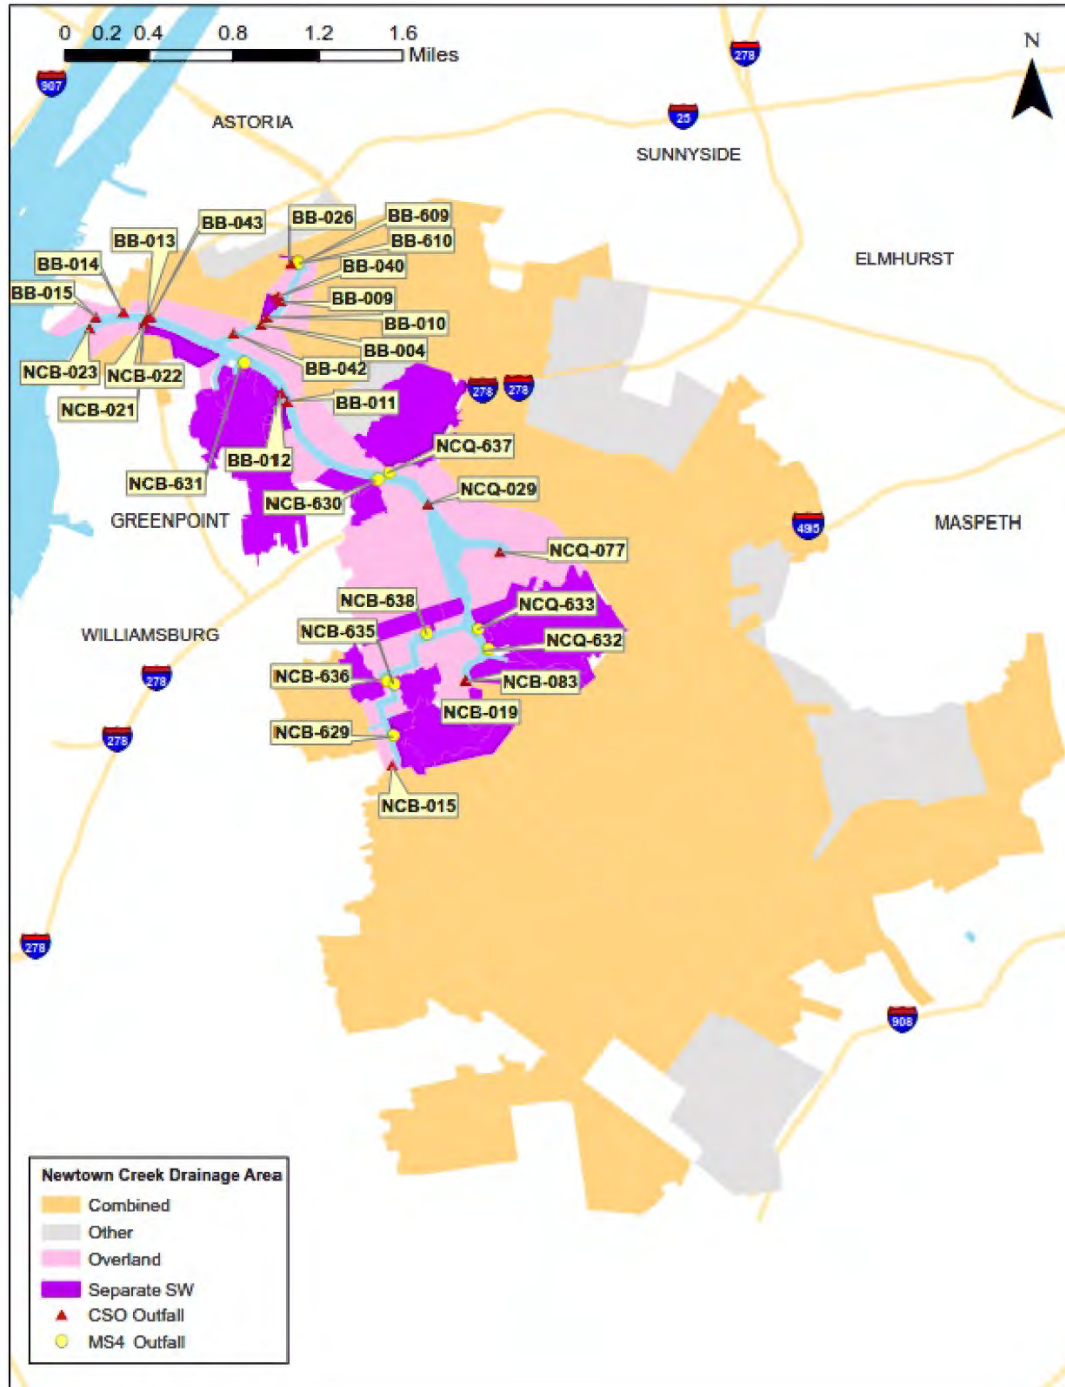 0 0.2 0.4 0.8 1.2 1.6
Miles
N
907
278
25
ASTORIA
SUNNYSIDE
ELMHURST
BB-026
BB-609
BB-043
BB-610
BB-013
BB-040
BB-014
BB-009
BB-015
BB-010
BB-004
NCB-023
NCB-022
BB-042
NCB-021
278
278
BB-011
BB-012
NCQ-637
NCB-631
NCB-630
NCQ-029
GREENPOINT
495
MASPETH
NCQ-077
NCB-638
NCQ-633
NCB-635
WILLIAMSBURG
NCQ-632
NCB-636
278
NCB-083
NCB-019
NCB-629
278
NCB-015
278
908
Newtown Creek Drainage Area
Combined
Other
Overland
Separate SW
CSO Outfall
MS4 Outfall